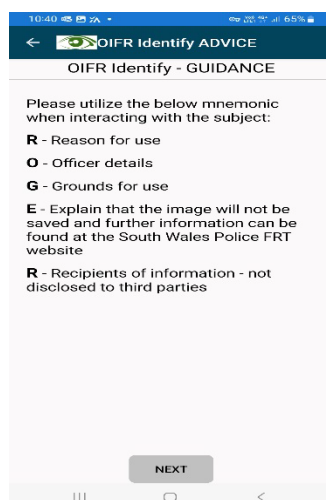 10:40
65%
OIFR Identify ADVICE
OIFR Identify - GUIDANCE
Please utilize the below mnemonic
when interacting with the subject:
R - Reason for use
O - Officer details
G - Grounds for use
E - Explain that the image will not be
saved and further information can be
found at the South Wales Police FRT
website
R - Recipients of information - not
disclosed to third parties
NEXT